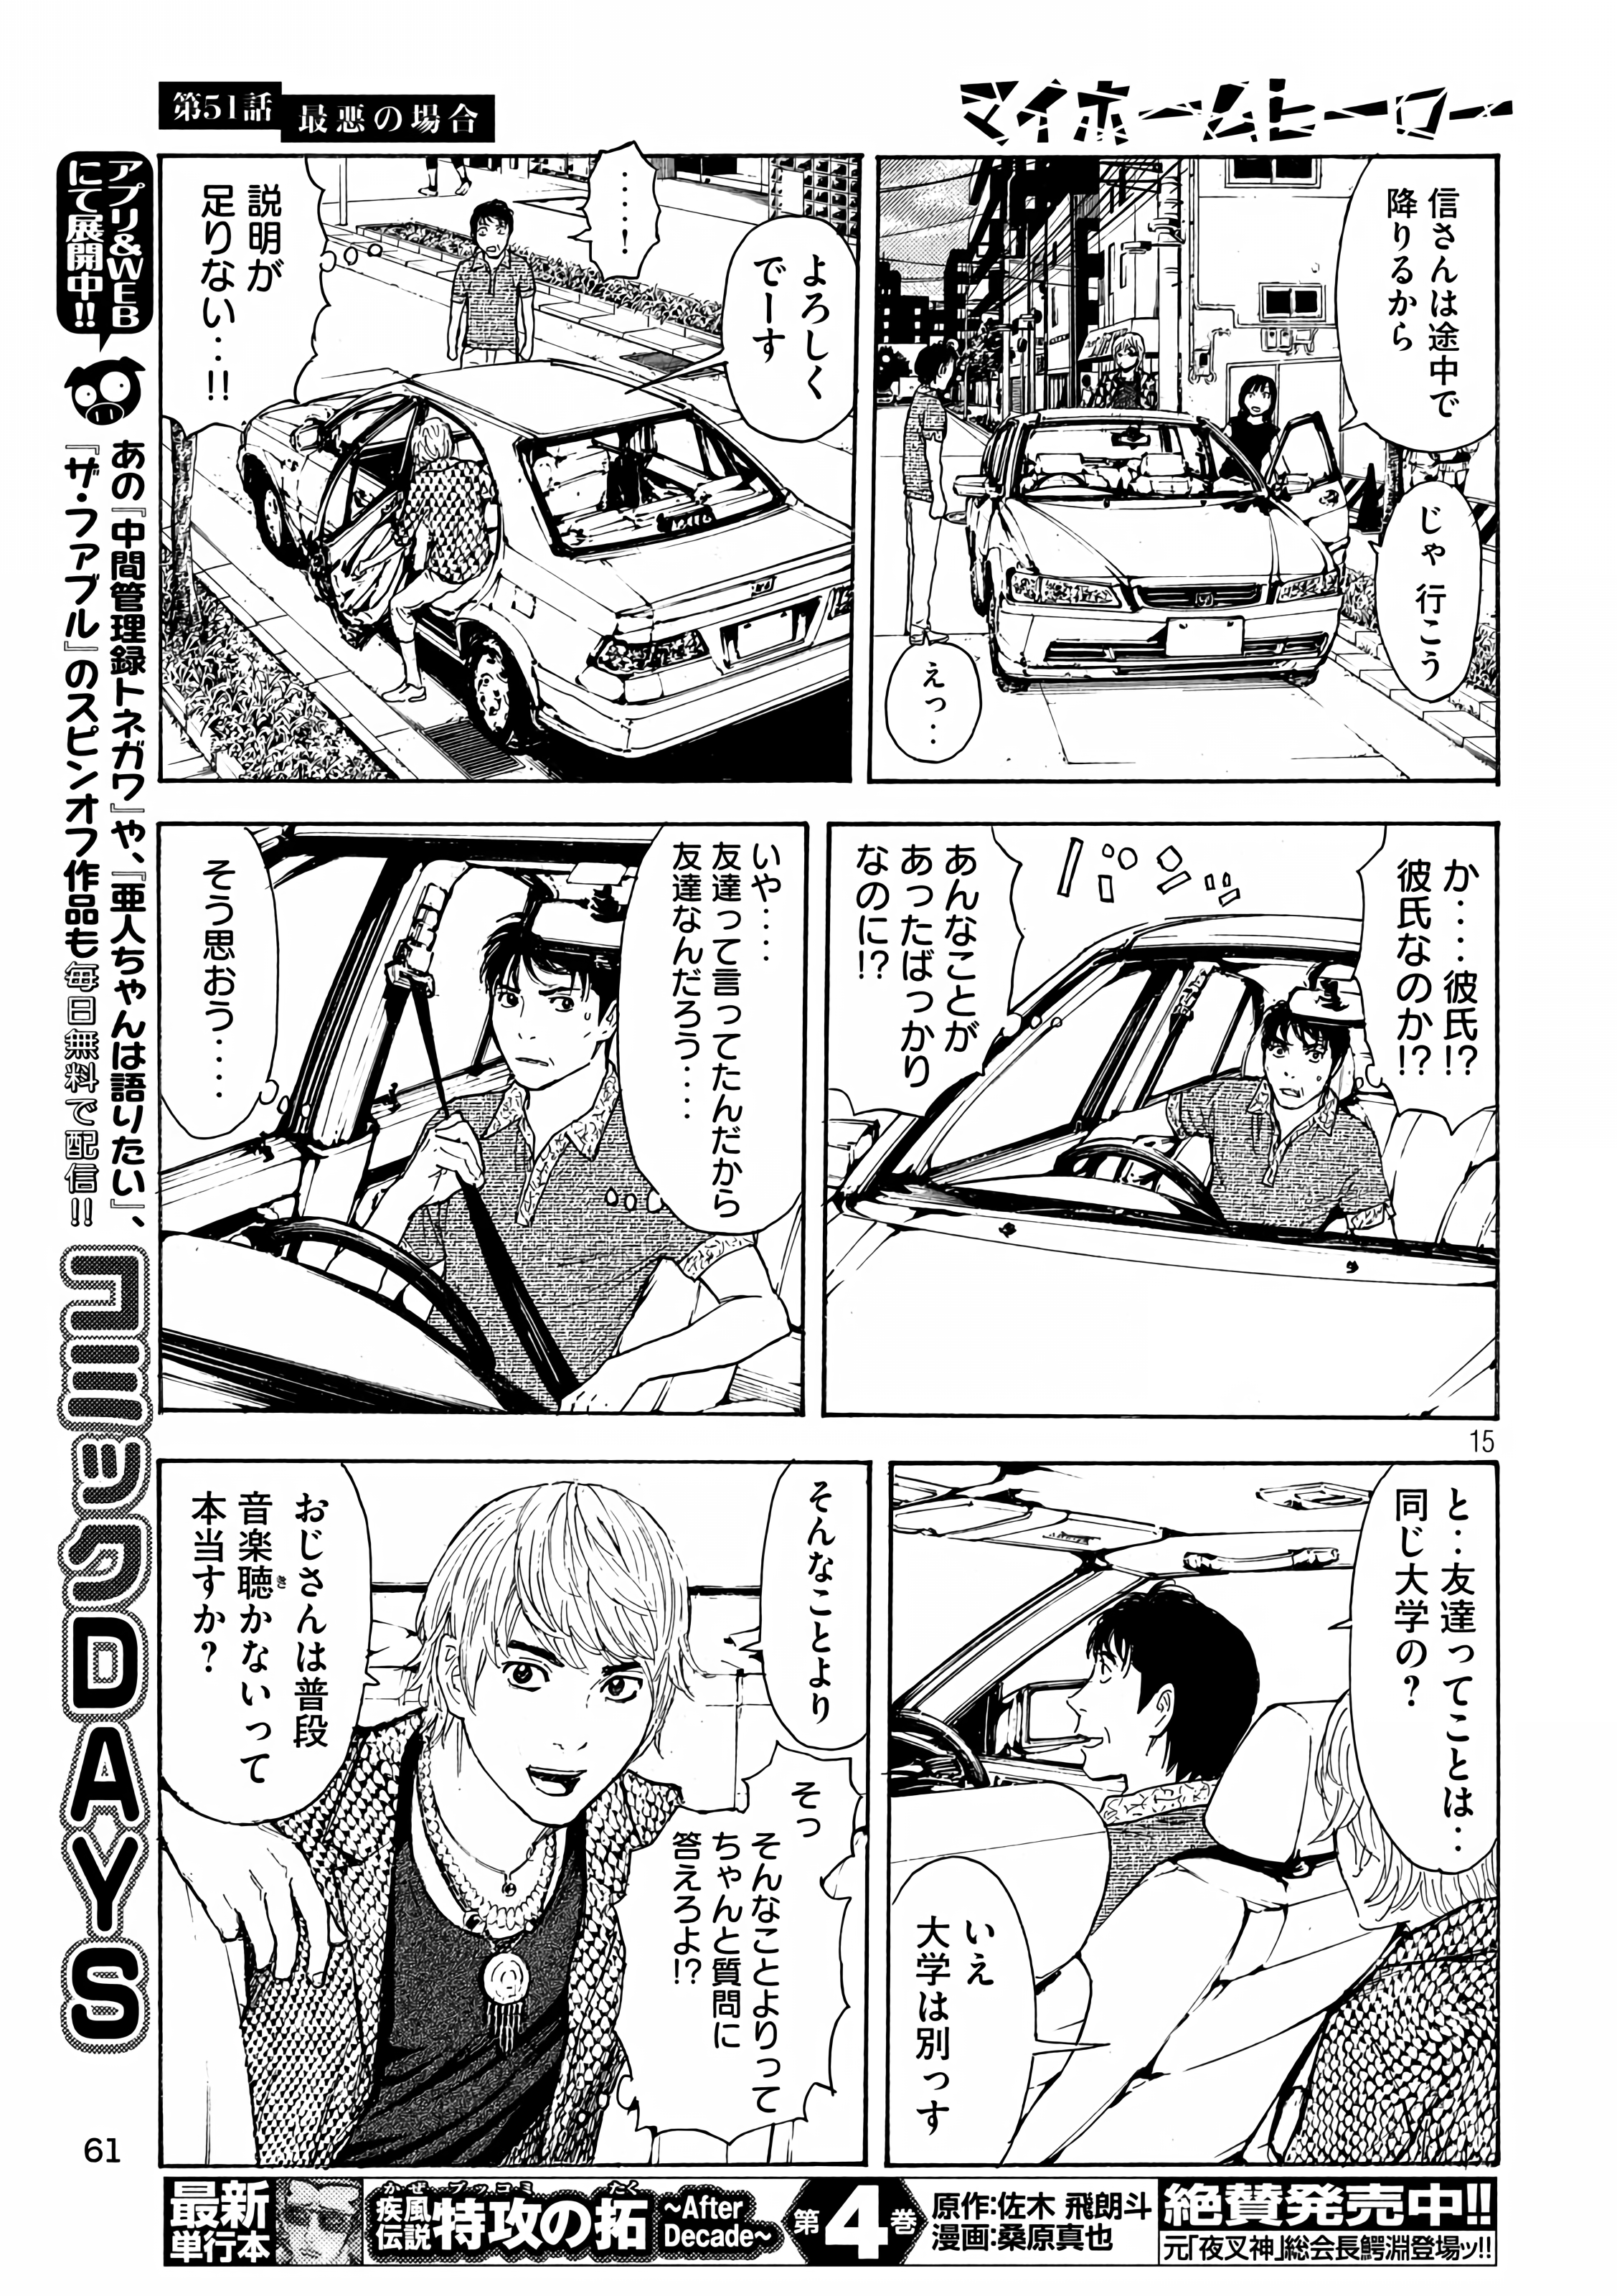 マイホームヒーロー
第51話
最悪の場合
信さんは途中で
降りるから
じゃ 行こう
えっ‥
よろしく
でーす
‥‥‥!
説明が
足りない‥‥!!
か‥‥彼氏!?
彼氏なのか!?
バンッ
あんなことが
あったばっかり
なのに!?
いや‥‥
友達って言ってたんだから
友達なんだろう‥‥
そう思おう‥‥
15
と‥友達ってことは‥
同じ大学の?
いえ
大学は別っす
そんなことより
そっ
そんなことよりって
ちゃんと質問に
答えろよ!?
おじさんは普段
音楽聴かないって
き
本当すか?
アプリ&WEB
にて展開中!!
あの『中間管理録トネガワ』や、『亜人ちゃんは語りたい』、
『ザ・ファブル』のスピンオフ作品も毎日無料で配信!!
コミックDAYS
61
最新
単行本
かぜ ブッコミ たく
疾風
伝説
特攻の拓
~After
Decade~
第4巻
原作:佐木 飛朗斗
漫画:桑原真也
絶賛発売中!!
元「夜叉神」総会長鰐淵登場ッ!!